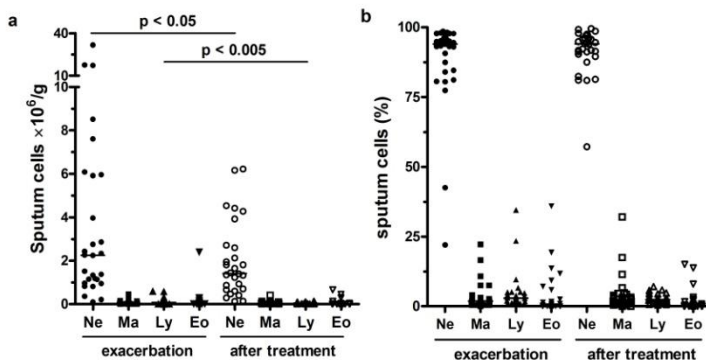 a
p < 0.05
p < 0.005
Sputum cells ×10⁶/g
40
20
10
8
6
4
2
0
Ne Ma Ly Eo Ne Ma Ly Eo
exacerbation after treatment
b
sputum cells (%)
100
75
50
25
0
Ne Ma Ly Eo Ne Ma Ly Eo
exacerbation after treatment